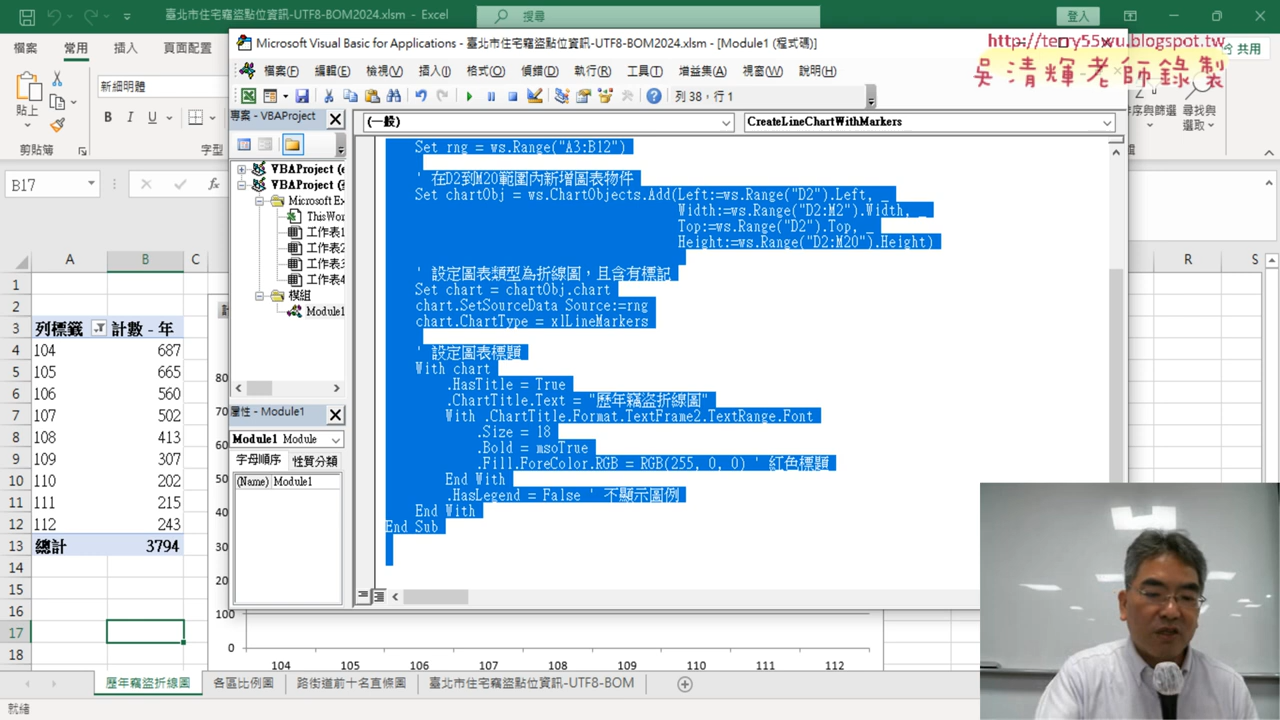 臺北市住宅竊盜點位資訊-UTF8-BOM2024.xlsm - Excel
搜尋
登入
檔案
常用
插入
頁面配置
共用
Microsoft Visual Basic for Applications - 臺北市住宅竊盜點位資訊-UTF8-BOM2024.xlsm - [Module1 (程式碼)]
http://terry55wu.blogspot.tw
吳清輝老師錄製
檔案(F) 編輯(E) 檢視(V) 插入(I) 格式(O) 偵錯(D) 執行(R) 工具(T) 增益集(A) 視窗(W) 說明(H)
列 38，行 1
貼上
新細明體
B I U
剪貼簿
字型
序與篩選
尋找與
選取
專案 - VBAProject
(一般)
CreateLineChartWithMarkers
B17
fx
VBAProject (
VBAProject (
Microsoft Ex
ThisWor
工作表1
工作表2
工作表3
工作表4
模組
Module1
屬性 - Module1
Module1 Module
字母順序 性質分類
(Name) Module1
Set rng = ws.Range("A3:B12")
' 在D2到M20範圍內新增圖表物件
Set chartObj = ws.ChartObjects.Add(Left:=ws.Range("D2").Left, _
Width:=ws.Range("D2:M2").Width, _
Top:=ws.Range("D2").Top, _
Height:=ws.Range("D2:M20").Height)
' 設定圖表類型為折線圖，且含有標記
Set chart = chartObj.chart
chart.SetSourceData Source:=rng
chart.ChartType = xlLineMarkers
' 設定圖表標題
With chart
.HasTitle = True
.ChartTitle.Text = "歷年竊盜折線圖"
With .ChartTitle.Format.TextFrame2.TextRange.Font
.Size = 18
.Bold = msoTrue
.Fill.ForeColor.RGB = RGB(255, 0, 0) ' 紅色標題
End With
.HasLegend = False ' 不顯示圖例
End With
End Sub
A B C R S
1
2
3 列標籤 計數 - 年
4 104 687
5 105 665
6 106 560
7 107 502
8 108 413
9 109 307
10 110 202
11 111 215
12 112 243
13 總計 3794
14
15
16
17
18
100
0
104 105 106 107 108 109 110 111 112
歷年竊盜折線圖 各區比例圖 路街道前十名直條圖 臺北市住宅竊盜點位資訊-UTF8-BOM
就緒